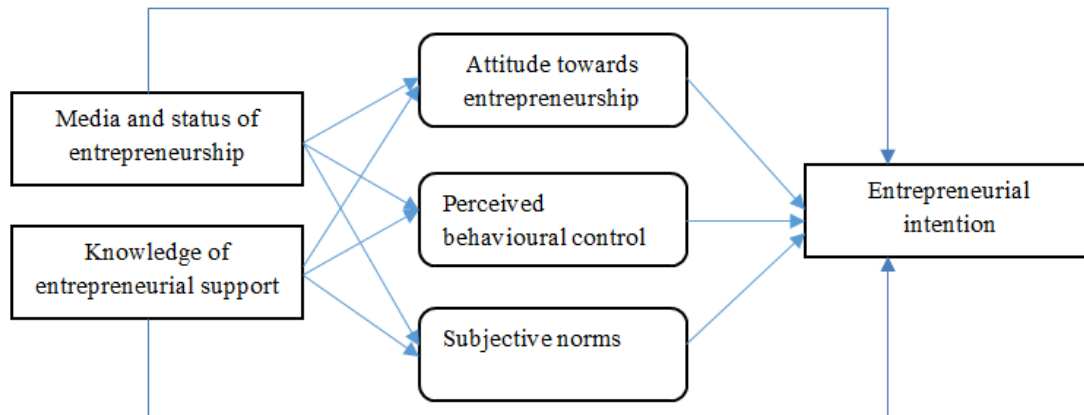 Attitude towards
entrepreneurship
Media and status of
entrepreneurship
Perceived
behavioural control
Entrepreneurial
intention
Knowledge of
entrepreneurial support
Subjective norms